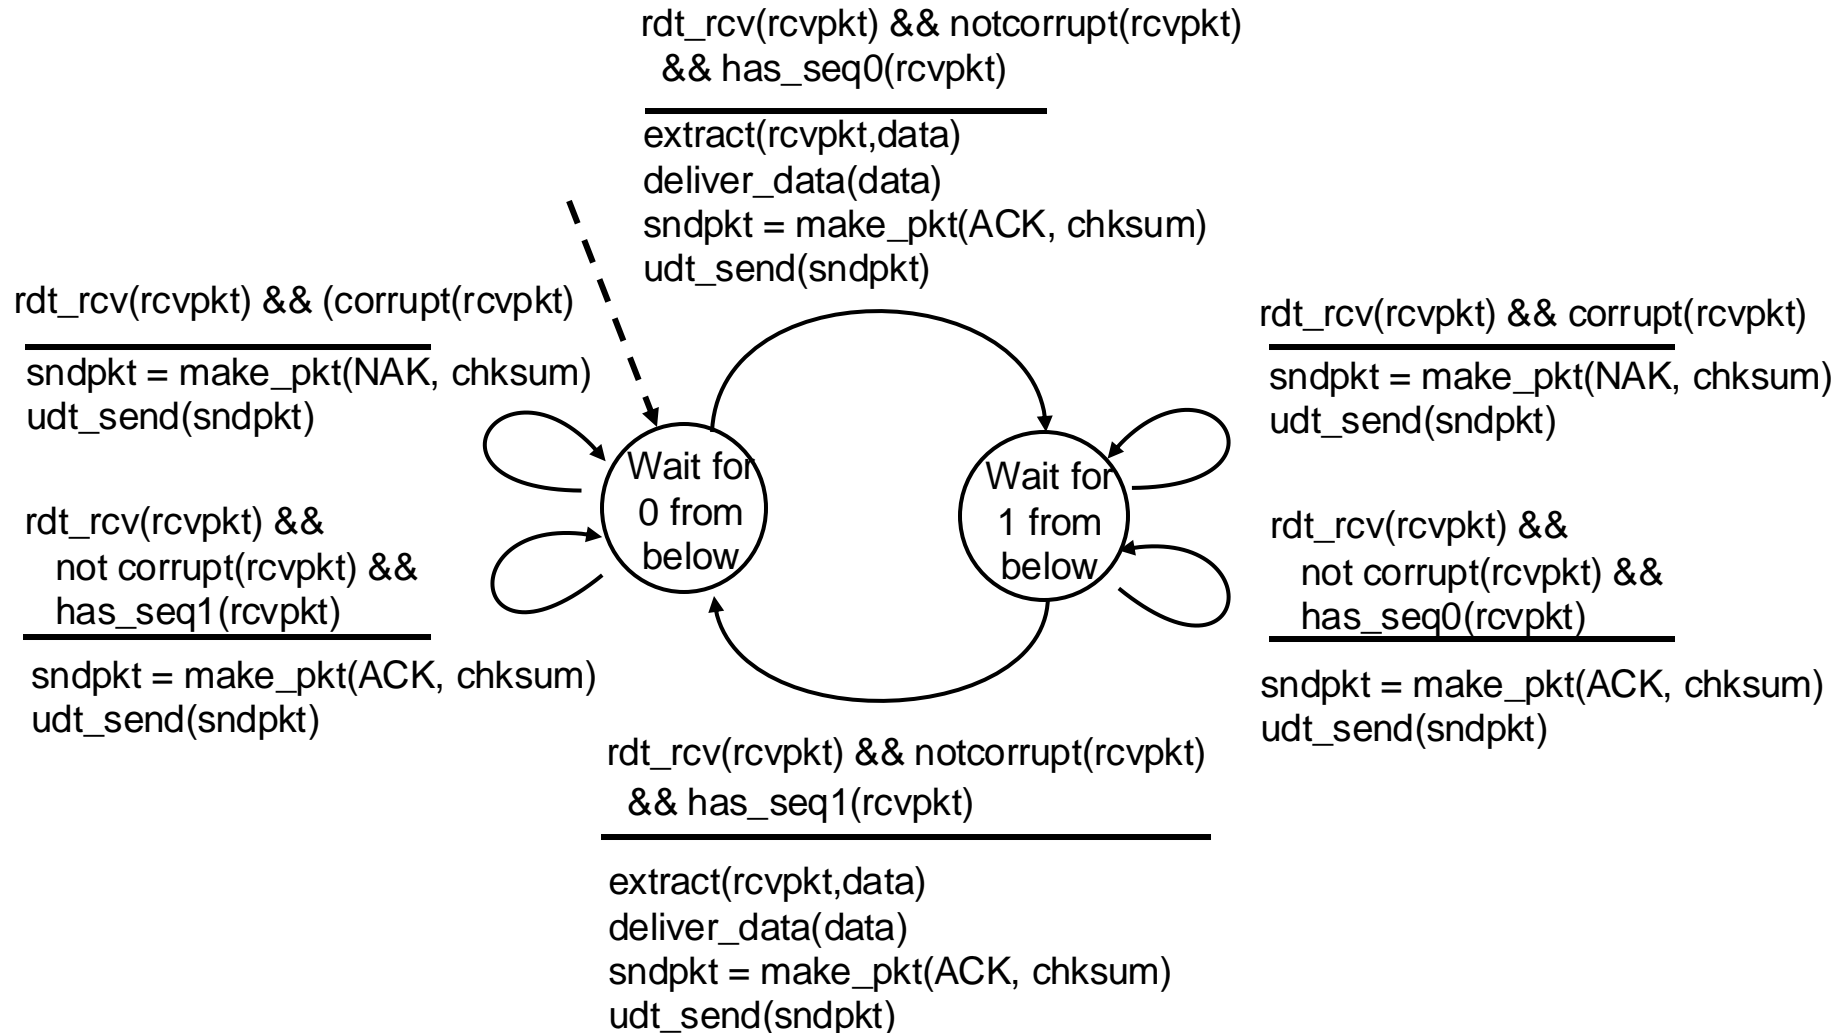 rdt_rcv(rcvpkt) && notcorrupt(rcvpkt)
&& has_seq0(rcvpkt)
extract(rcvpkt,data)
deliver_data(data)
sndpkt = make_pkt(ACK, chksum)
udt_send(sndpkt)
rdt_rcv(rcvpkt) && (corrupt(rcvpkt)
sndpkt = make_pkt(NAK, chksum)
udt_send(sndpkt)
rdt_rcv(rcvpkt) &&
not corrupt(rcvpkt) &&
has_seq1(rcvpkt)
sndpkt = make_pkt(ACK, chksum)
udt_send(sndpkt)
Wait for
0 from
below
Wait for
1 from
below
rdt_rcv(rcvpkt) && corrupt(rcvpkt)
sndpkt = make_pkt(NAK, chksum)
udt_send(sndpkt)
rdt_rcv(rcvpkt) &&
not corrupt(rcvpkt) &&
has_seq0(rcvpkt)
sndpkt = make_pkt(ACK, chksum)
udt_send(sndpkt)
rdt_rcv(rcvpkt) && notcorrupt(rcvpkt)
&& has_seq1(rcvpkt)
extract(rcvpkt,data)
deliver_data(data)
sndpkt = make_pkt(ACK, chksum)
udt_send(sndpkt)